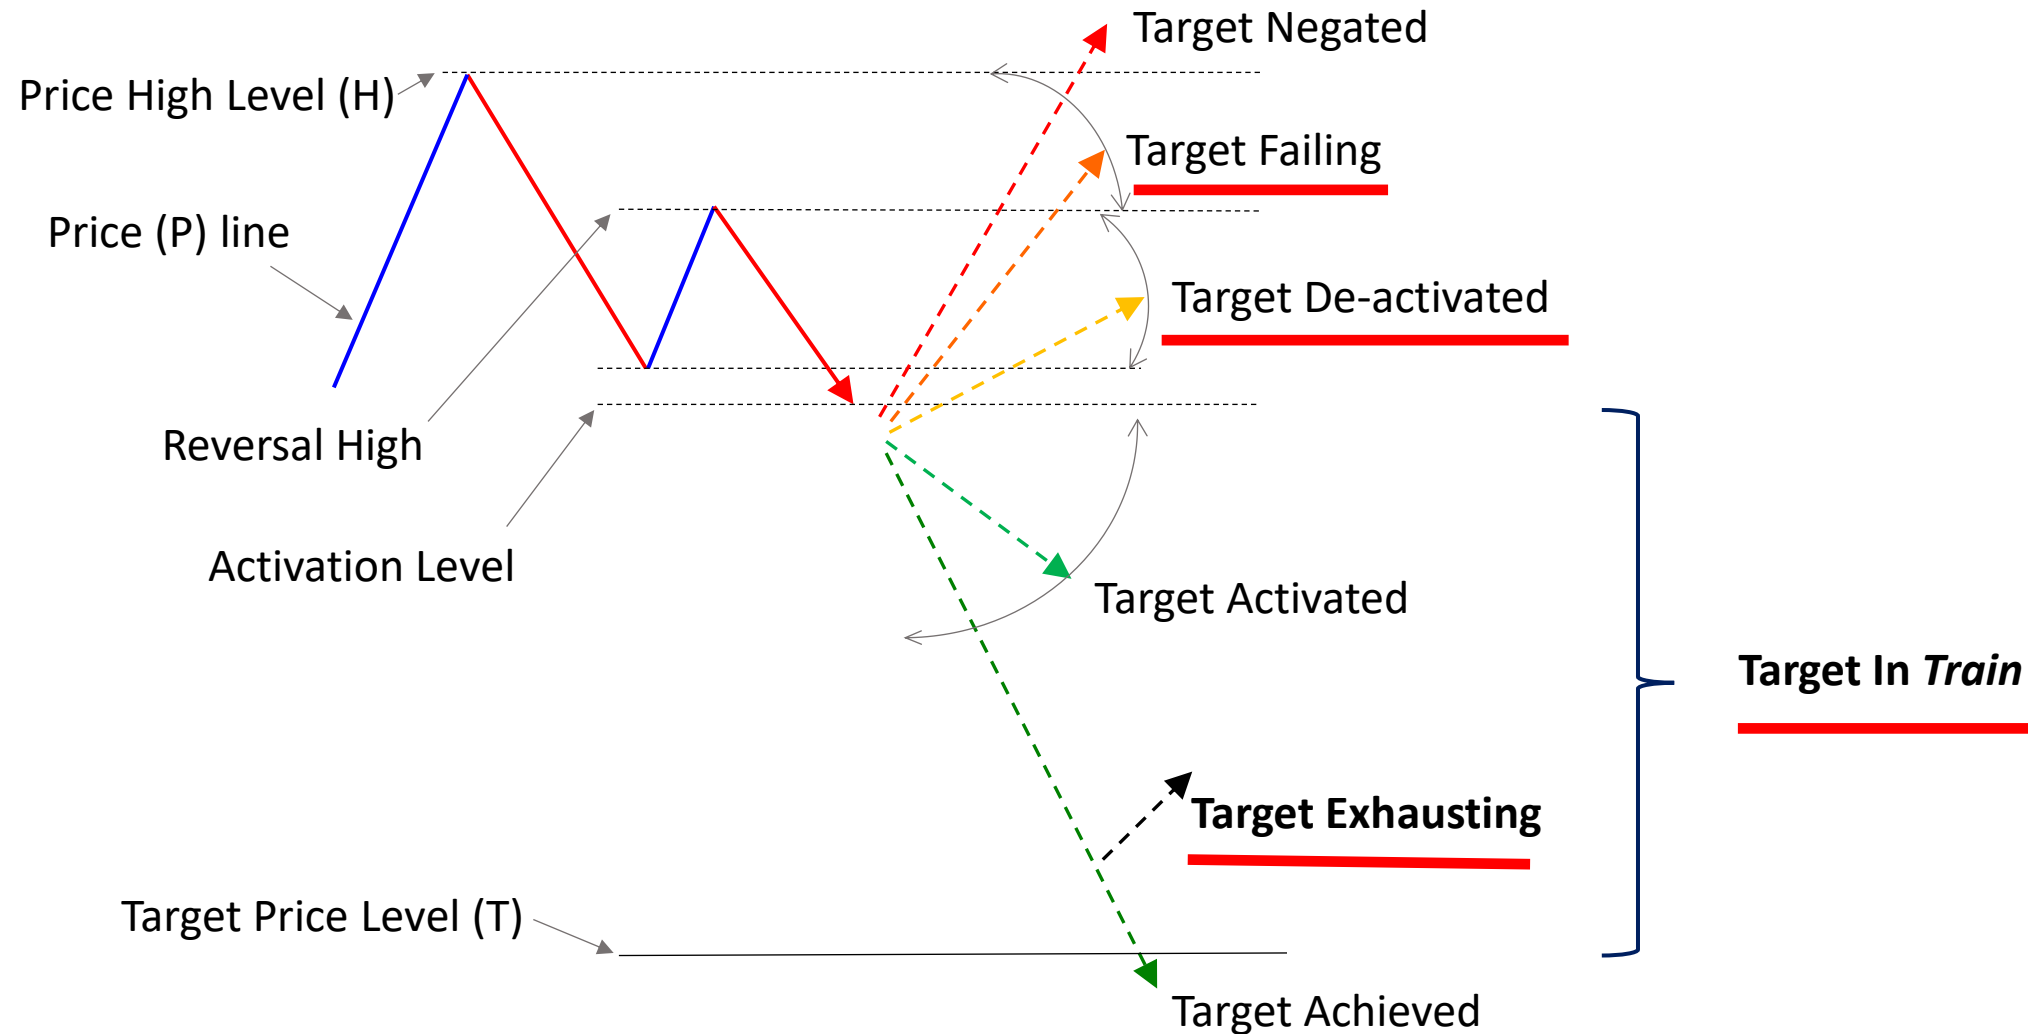 Target Negated
Price High Level (H)
Target Failing
Price (P) line
Target De-activated
Reversal High
Activation Level
Target Activated
Target In Train
Target Exhausting
Target Price Level (T)
Target Achieved